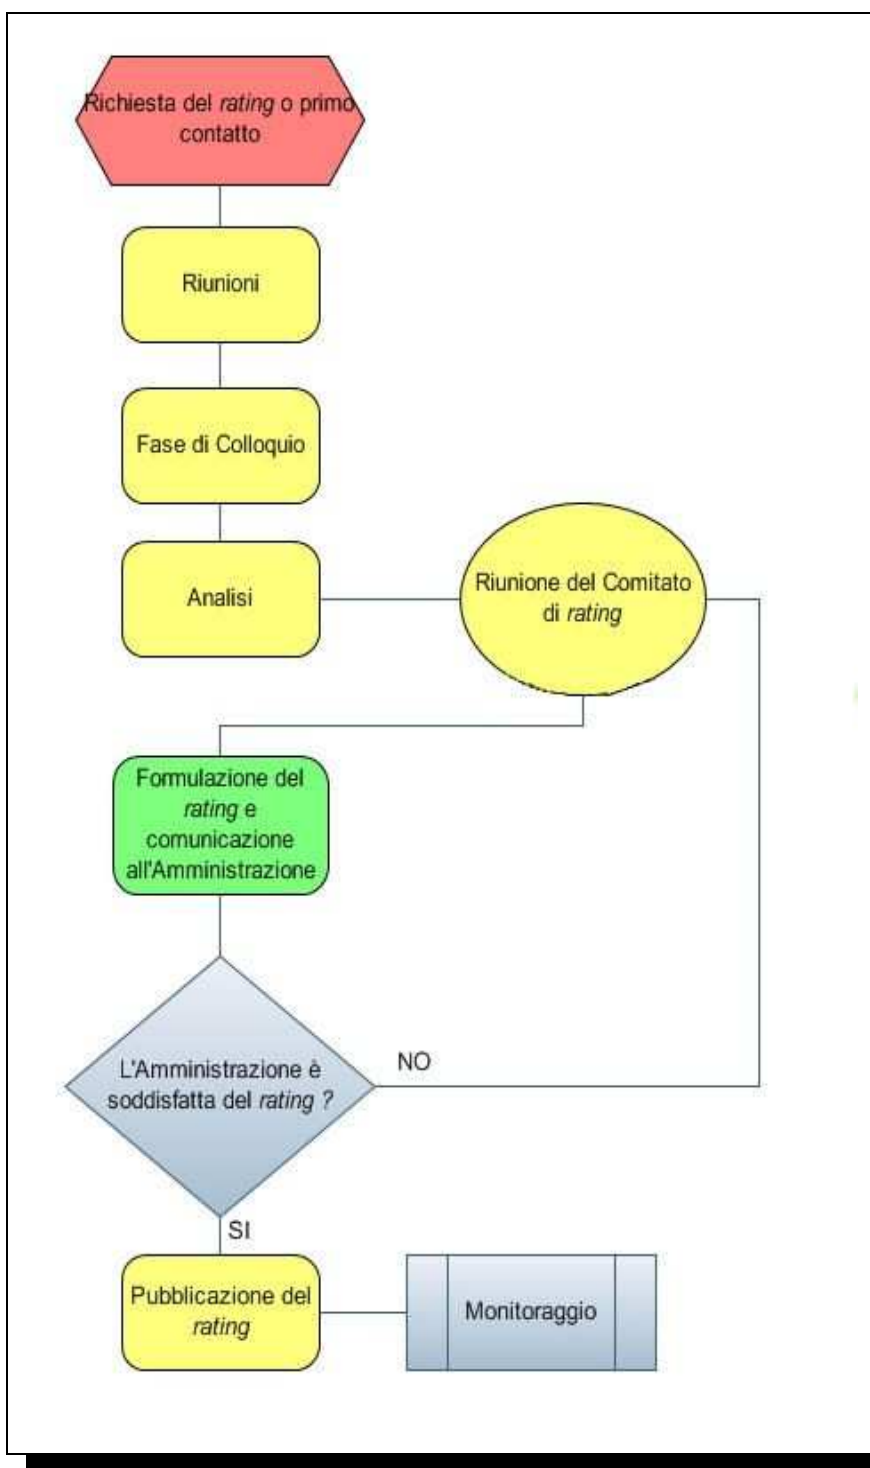 Richiesta del rating o primo
contatto
Riunioni
Fase di Colloquio
Analisi
Riunione del Comitato
di rating
Formulazione del
rating e
comunicazione
all'Amministrazione
L'Amministrazione è
soddisfatta del rating ?
NO
SI
Pubblicazione del
rating
Monitoraggio